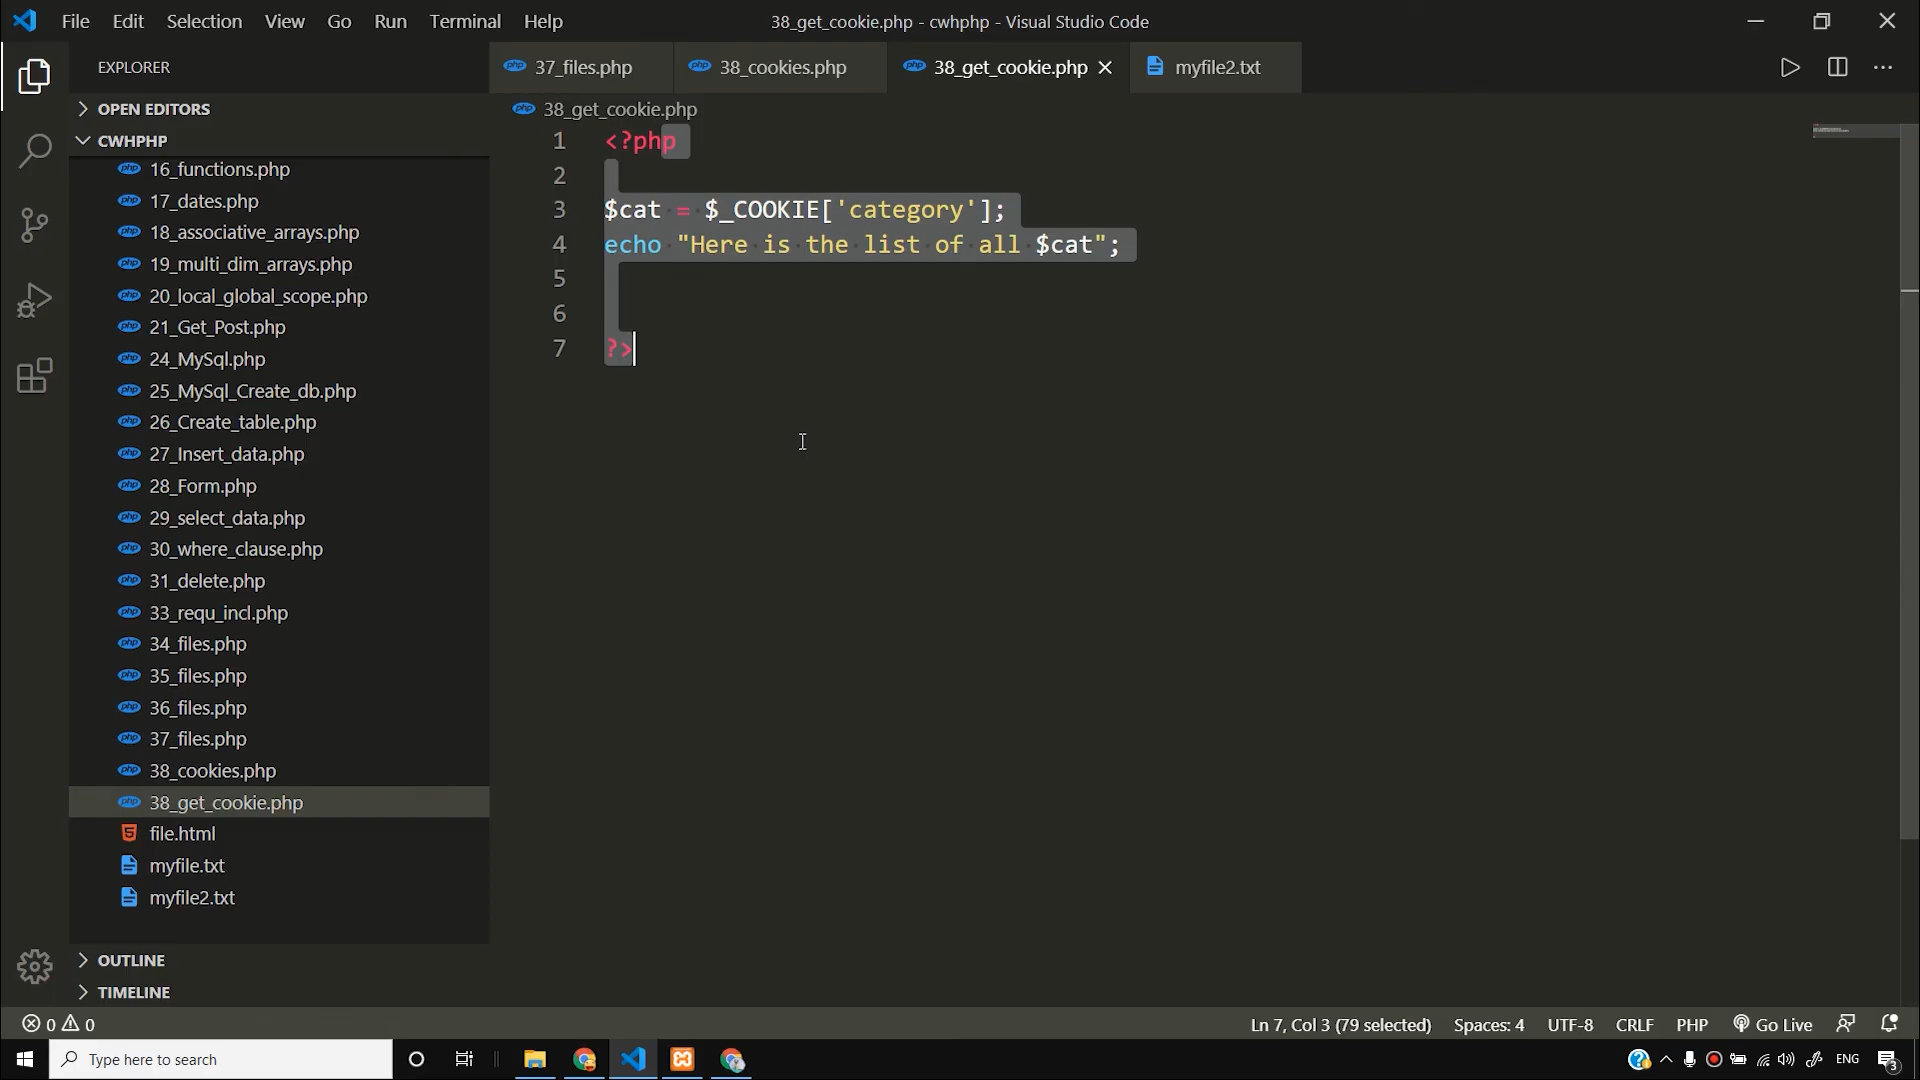 File Edit Selection View Go Run Terminal Help
38_get_cookie.php - cwhphp - Visual Studio Code
EXPLORER
OPEN EDITORS
CWHPHP
16_functions.php
17_dates.php
18_associative_arrays.php
19_multi_dim_arrays.php
20_local_global_scope.php
21_Get_Post.php
24_MySql.php
25_MySql_Create_db.php
26_Create_table.php
27_Insert_data.php
28_Form.php
29_select_data.php
30_where_clause.php
31_delete.php
33_requ_incl.php
34_files.php
35_files.php
36_files.php
37_files.php
38_cookies.php
38_get_cookie.php
file.html
myfile.txt
myfile2.txt
OUTLINE
TIMELINE
37_files.php 38_cookies.php 38_get_cookie.php myfile2.txt
38_get_cookie.php
1 <?php
2
3 $cat = $_COOKIE['category'];
4 echo "Here is the list of all $cat";
5
6
7 ?>
0 0
Ln 7, Col 3 (79 selected) Spaces: 4 UTF-8 CRLF PHP Go Live
Type here to search
ENG
3